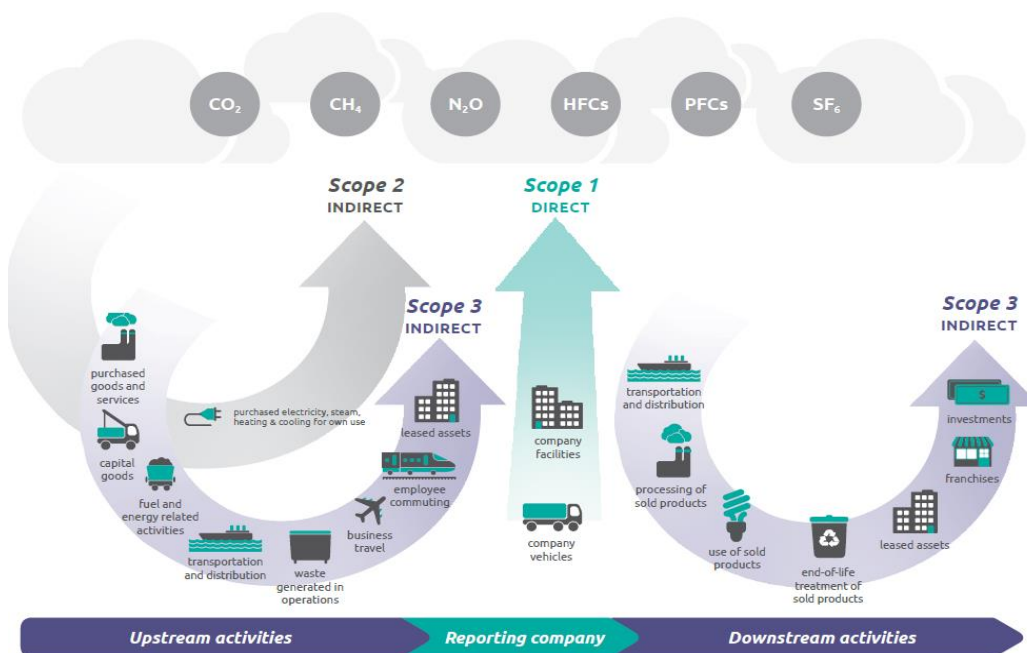 CO₂
CH₄
N₂O
HFCs
PFCs
SF₆
Scope 2
INDIRECT
Scope 1
DIRECT
Scope 3
INDIRECT
Scope 3
INDIRECT
purchased
goods and
services
capital
goods
fuel and
energy related
activities
transportation
and distribution
waste
generated in
operations
business
travel
employee
commuting
leased assets
purchased electricity, steam,
heating & cooling for own use
company
facilities
company
vehicles
transportation
and distribution
processing of
sold products
use of sold
products
end-of-life
treatment of
sold products
leased assets
franchises
$
investments
Upstream activities
Reporting company
Downstream activities